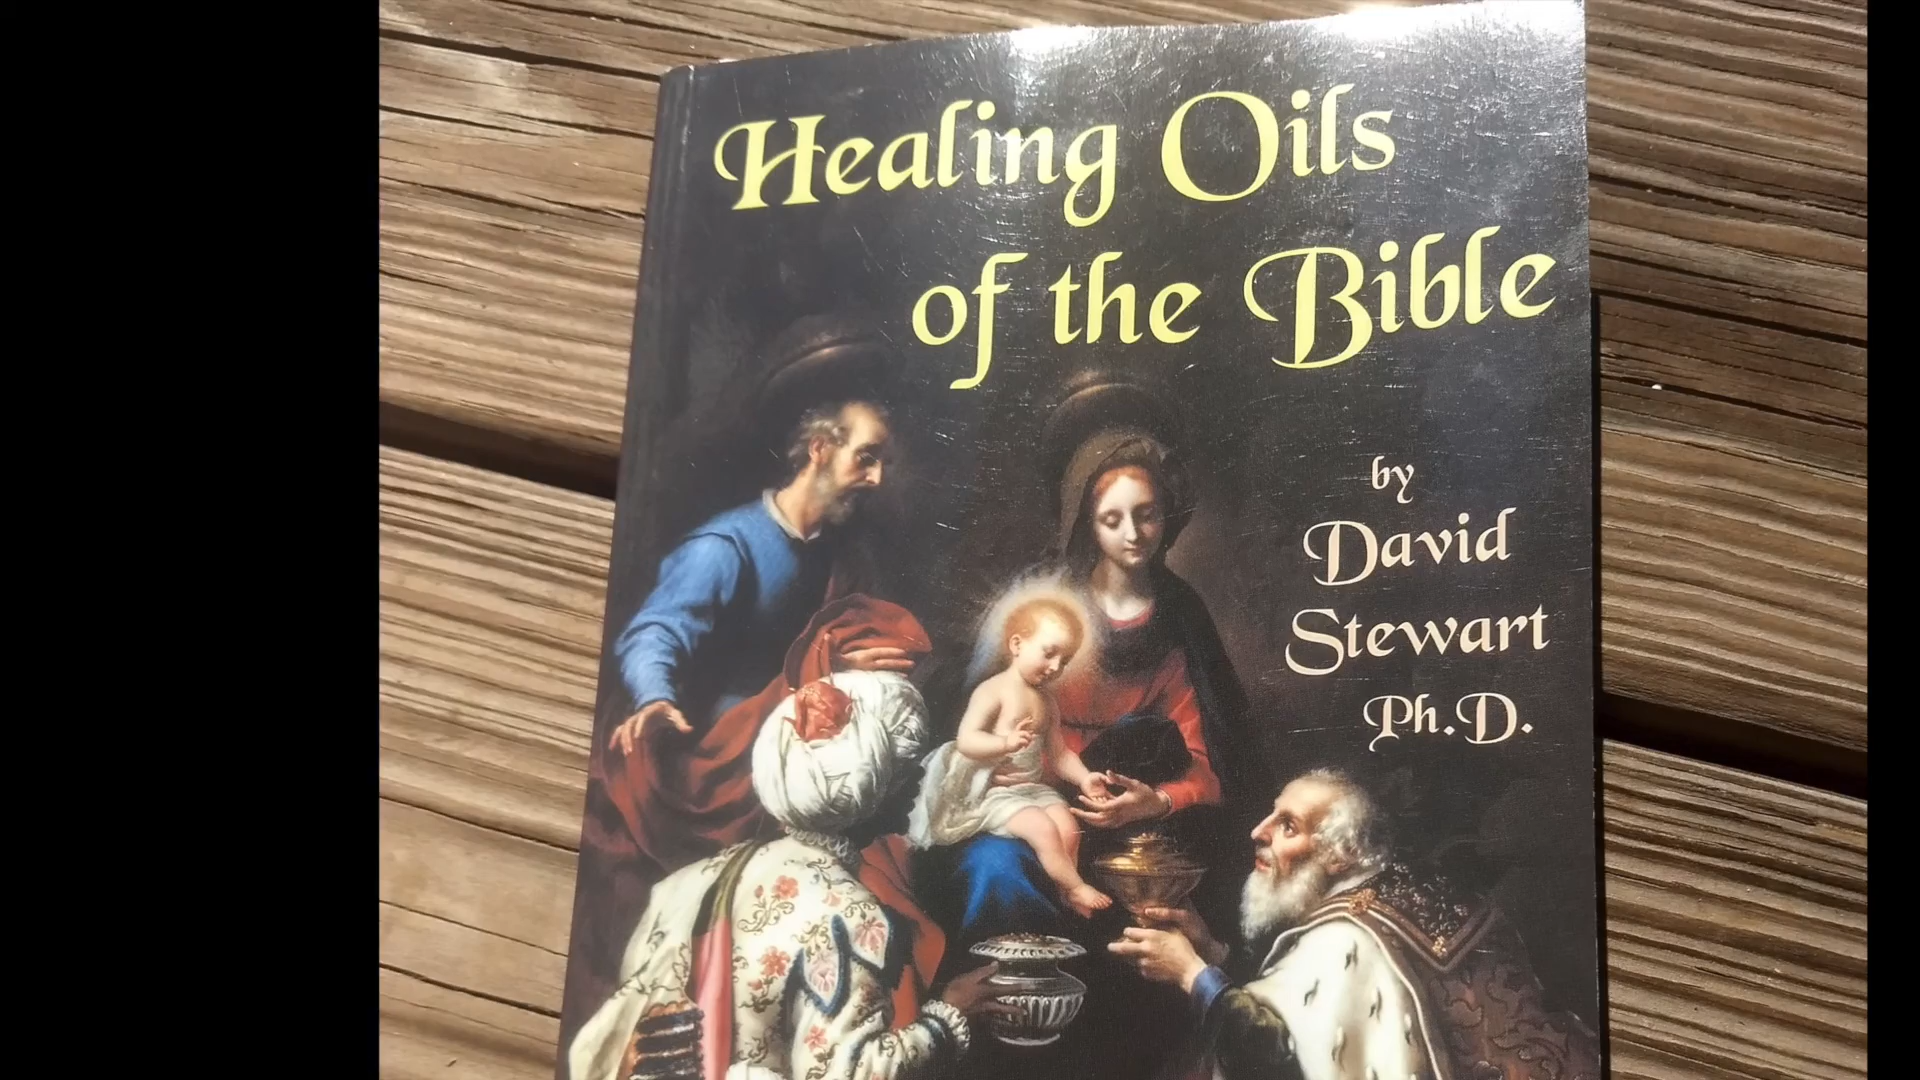 Healing Oils
of the Bible
by
David
Stewart
Ph.D.